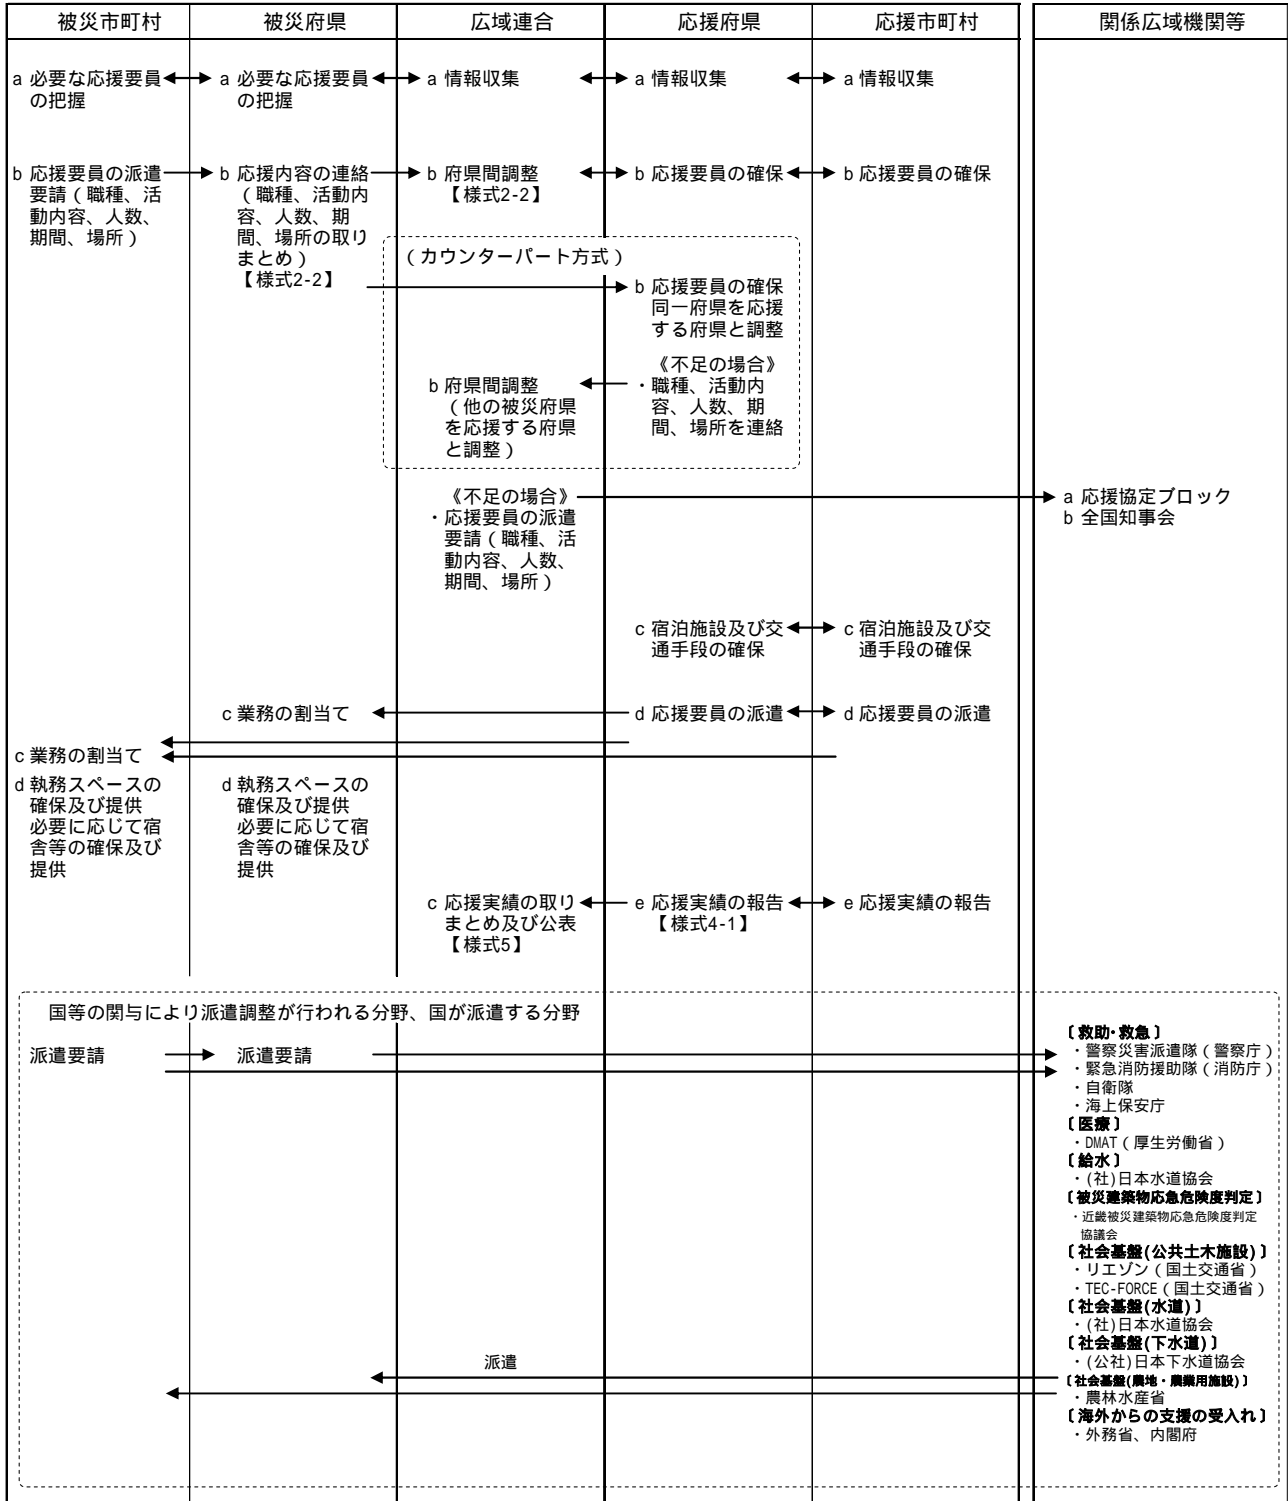 被災市町村
被災府県
広域連合
応援府県
応援市町村
関係広域機関等
a 必要な応援要員
の把握
a 必要な応援要員
の把握
a 情報収集
a 情報収集
a 情報収集
b 応援要員の派遣
要請（職種、活
動内容、人数、
期間、場所）
b 応援内容の連絡
（職種、活動内
容、人数、期
間、場所の取り
まとめ）
【様式2-2】
b 府県間調整
【様式2-2】
b 応援要員の確保
b 応援要員の確保
（カウンターパート方式）
b 応援要員の確保
同一府県を応援
する府県と調整
《不足の場合》
・職種、活動内
容、人数、期
間、場所を連絡
b 府県間調整
（他の被災府県
を応援する府県
と調整）
《不足の場合》
・応援要員の派遣
要請（職種、活
動内容、人数、
期間、場所）
a 応援協定ブロック
b 全国知事会
c 宿泊施設及び交
通手段の確保
c 宿泊施設及び交
通手段の確保
c 業務の割当て
d 応援要員の派遣
d 応援要員の派遣
c 業務の割当て
d 執務スペースの
確保及び提供
必要に応じて宿
舎等の確保及び
提供
d 執務スペースの
確保及び提供
必要に応じて宿
舎等の確保及び
提供
c 応援実績の取り
まとめ及び公表
【様式5】
e 応援実績の報告
【様式4-1】
e 応援実績の報告
国等の関与により派遣調整が行われる分野、国が派遣する分野
派遣要請
派遣要請
〔救助・救急〕
・警察災害派遣隊（警察庁）
・緊急消防援助隊（消防庁）
・自衛隊
・海上保安庁
〔医療〕
・DMAT（厚生労働省）
〔給水〕
・(社)日本水道協会
〔被災建築物応急危険度判定〕
・近畿被災建築物応急危険度判定
協議会
〔社会基盤(公共土木施設)〕
・リエゾン（国土交通省）
・TEC-FORCE（国土交通省）
〔社会基盤(水道)〕
・(社)日本水道協会
〔社会基盤(下水道)〕
・(公社)日本下水道協会
〔社会基盤(農地・農業用施設)〕
・農林水産省
〔海外からの支援の受入れ〕
・外務省、内閣府
派遣